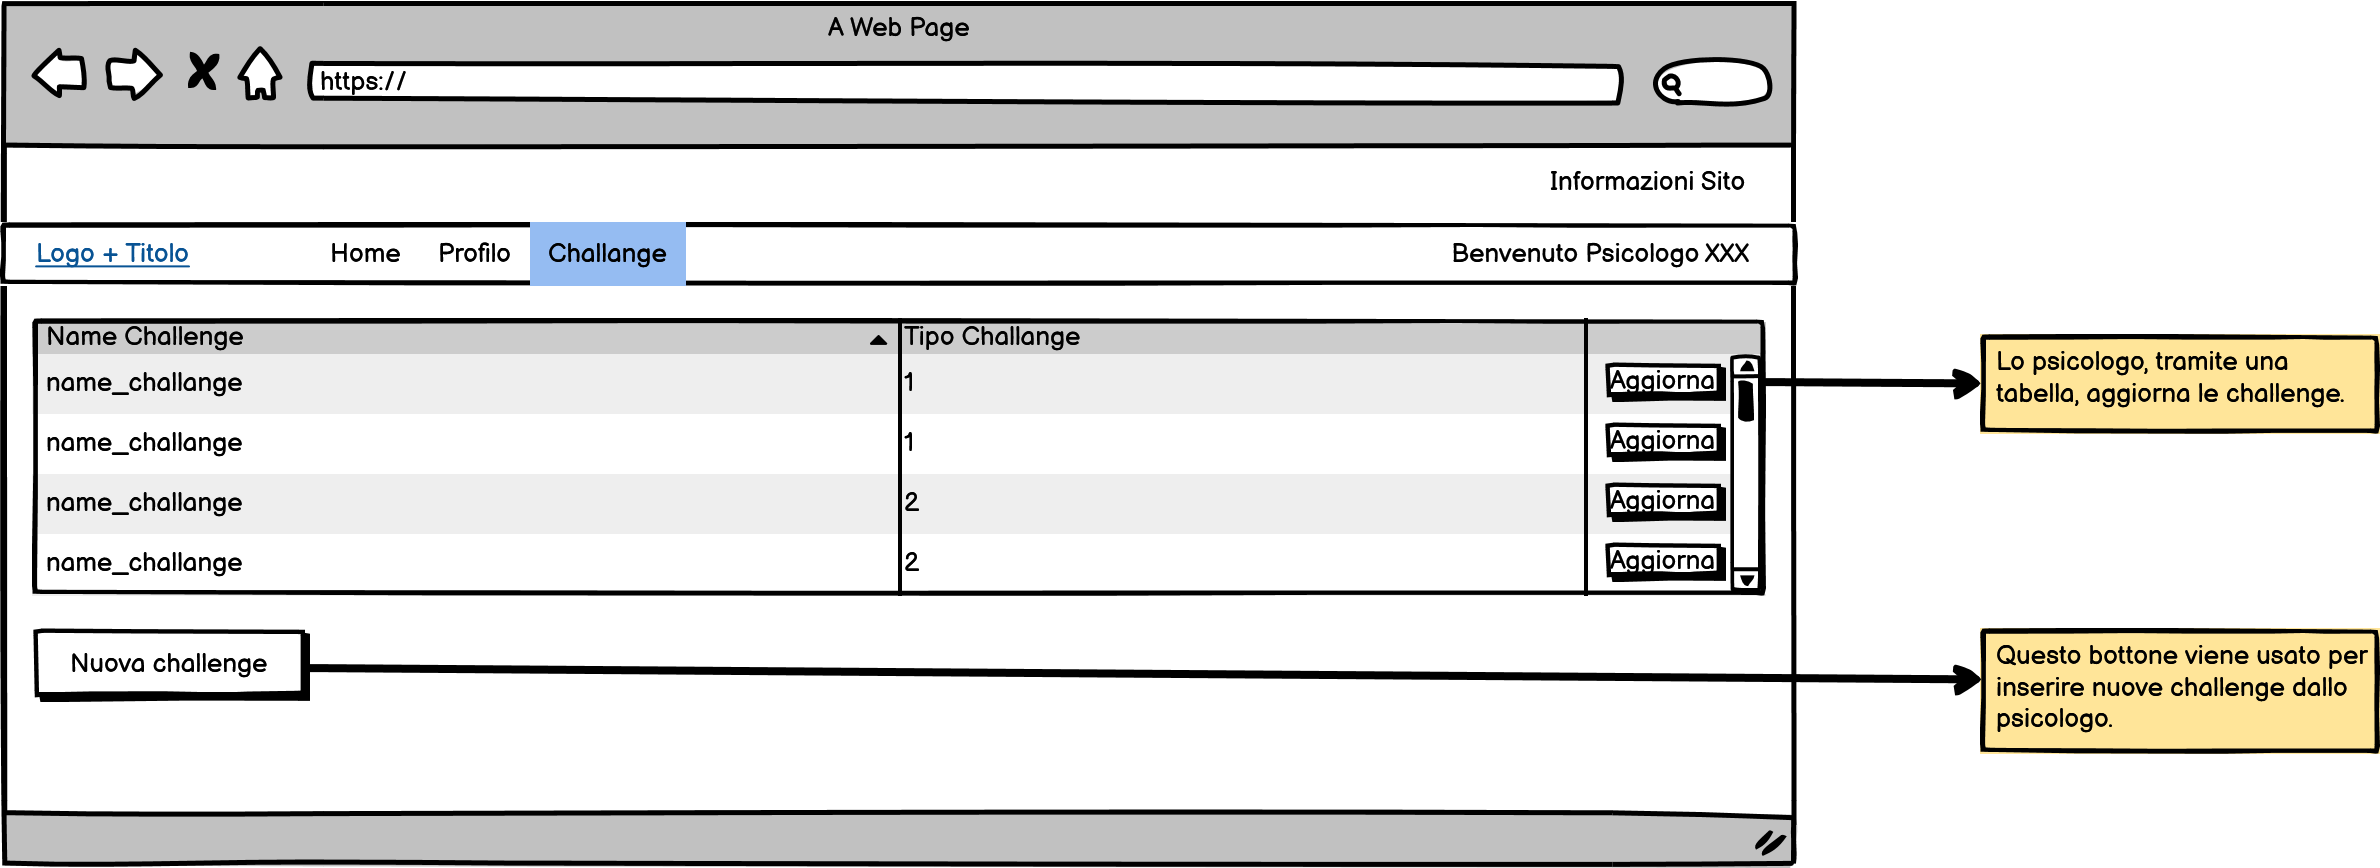 A Web Page
https://
Informazioni Sito
Logo + Titolo Home Profilo Challange Benvenuto Psicologo XXX
Name Challenge Tipo Challange
name_challange 1 Aggiorna
name_challange 1 Aggiorna
name_challange 2 Aggiorna
name_challange 2 Aggiorna
Nuova challenge
Lo psicologo, tramite una
tabella, aggiorna le challenge.
Questo bottone viene usato per
inserire nuove challenge dallo
psicologo.